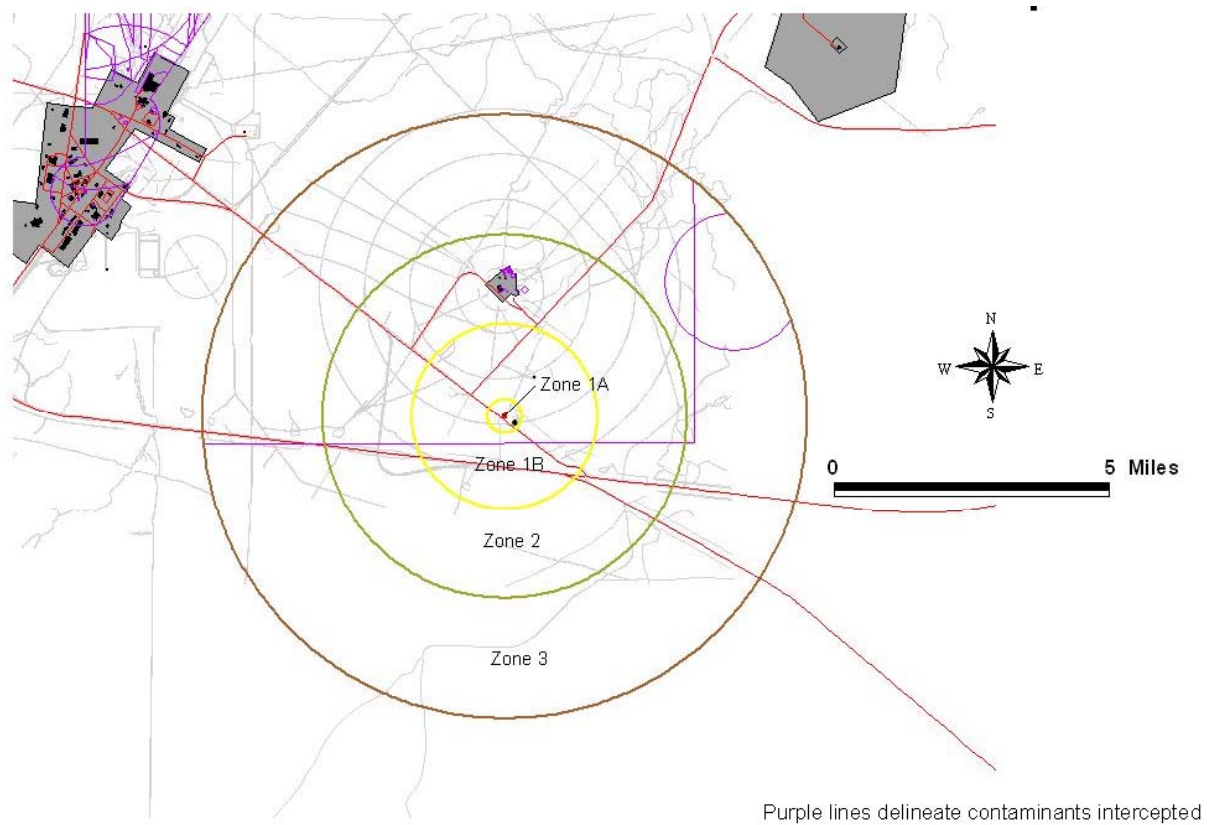 Zone 1A
N
W E
S
0 5 Miles
Zone 1B
Zone 2
Zone 3
Purple lines delineate contaminants intercepted